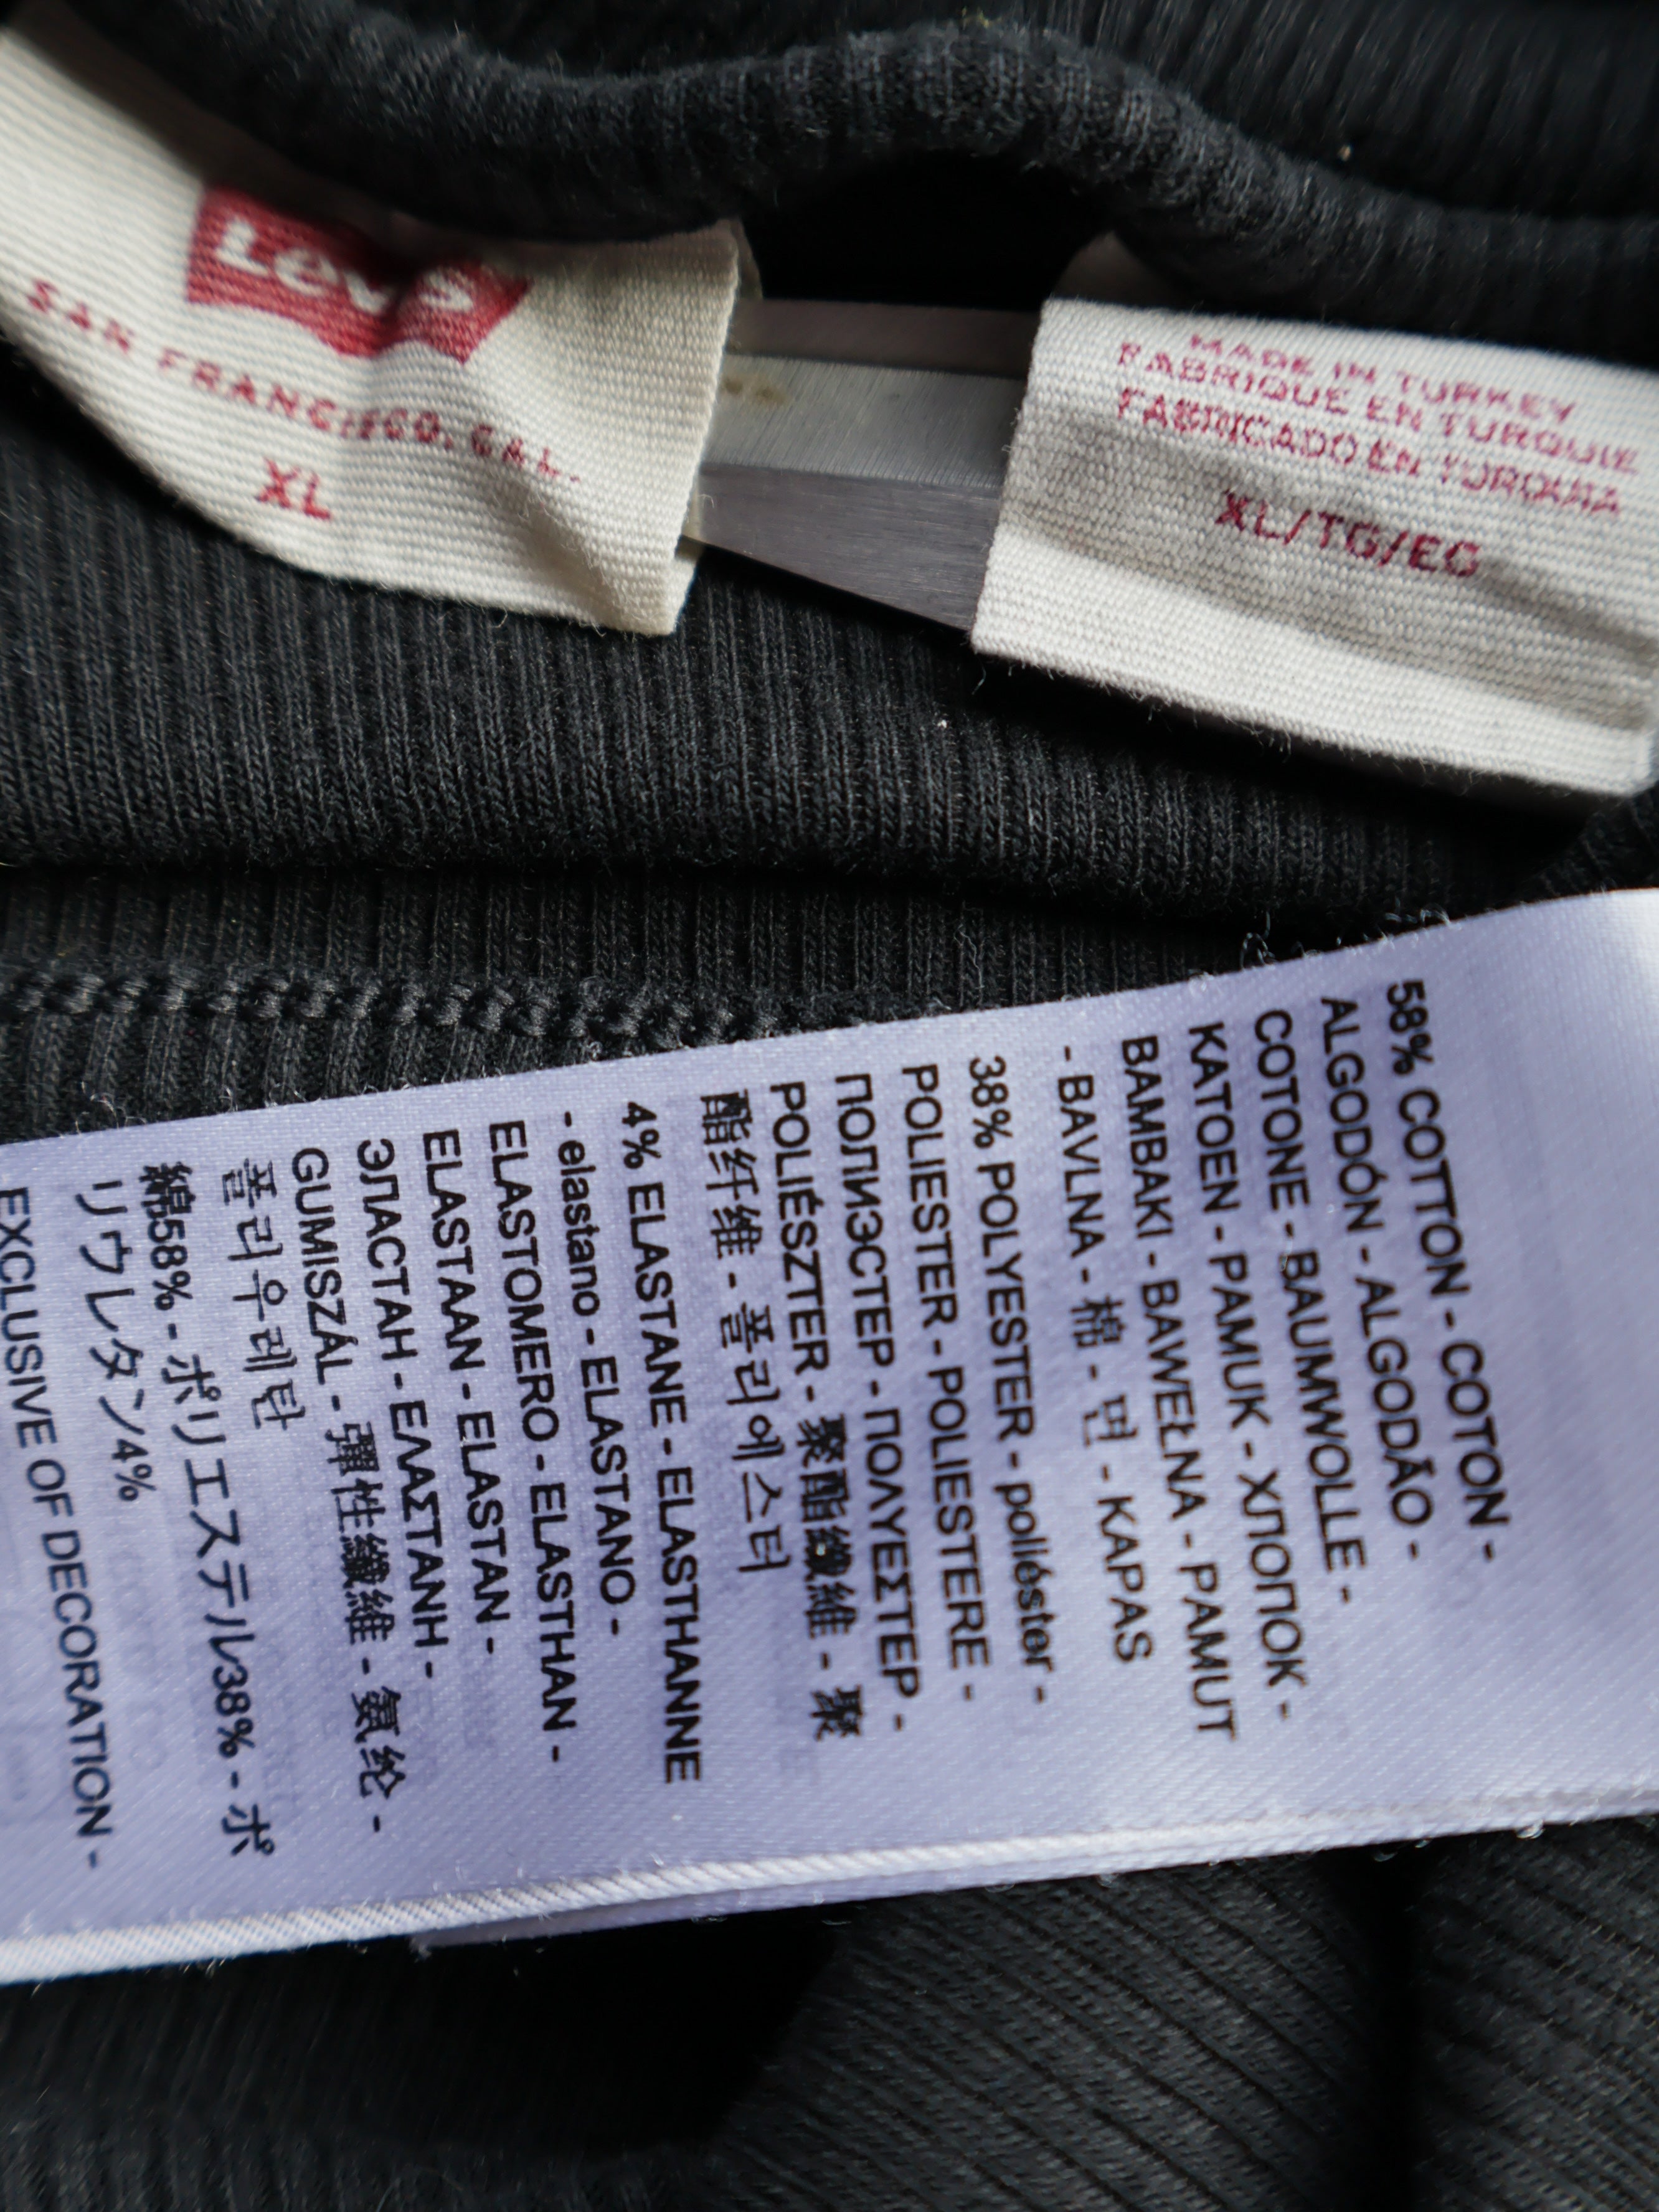 Levi's
SAN FRANCISCO, CAL.
XL
MADE IN TURKEY
FABRIQUE EN TURQUIE
FABRICADO EN TURQUIA
XL/TG/EG
58% COTTON - COTON -
ALGODÓN - ALGODÃO -
COTONE - BAUMWOLLE -
KATOEN - PAMUK - ХЛОПОК -
BAMBAKI - BAWEŁNA - PAMUT
- BAVLNA - 棉 - 면 - KAPAS
38% POLYESTER - poliéster -
POLIESTER - POLIESTERE -
ПОЛИЭСТЕР - ΠΟΛΥΕΣΤΕΡ -
POLIÉSZTER - 聚酯纖維 - 聚
酯纤维 - 폴리에스터
4% ELASTANE - ELASTHANNE
- elastano - ELASTANO -
ELASTOMERO - ELASTHAN -
ELASTAAN - ELASTAN -
ЭЛАСТАН - ΕΛΑΣΤΑΝΗ -
GUMISZÁL - 彈性纖維 - 氨纶 -
폴리우레탄
綿58% - ポリエステル38% - ポ
リウレタン4%
EXCLUSIVE OF DECORATION -